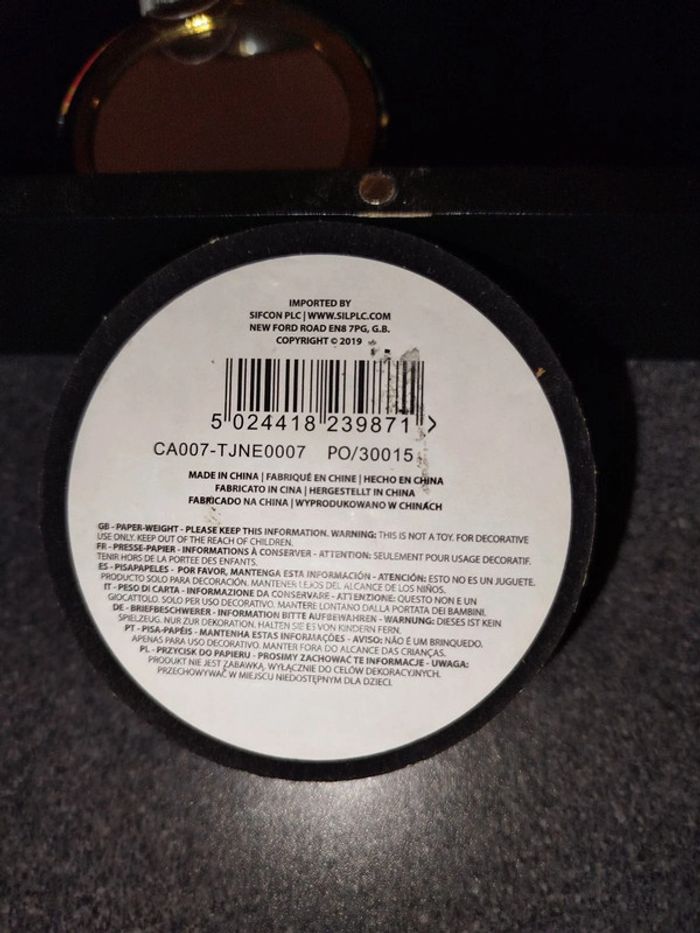 IMPORTED BY
SIFCON PLC | WWW.SILPLC.COM
NEW FORD ROAD EN8 7PG, G.B.
COPYRIGHT © 2019
5 024418 239871 >
CA007-TJNE0007 PO/30015
MADE IN CHINA | FABRIQUÉ EN CHINE | HECHO EN CHINA
FABRICATO IN CINA | HERGESTELLT IN CHINA
FABRICADO NA CHINA | WYPRODUKOWANO W CHINACH
GB - PAPER-WEIGHT - PLEASE KEEP THIS INFORMATION. WARNING: THIS IS NOT A TOY. FOR DECORATIVE
USE ONLY. KEEP OUT OF THE REACH OF CHILDREN.
FR - PRESSE-PAPIER - INFORMATIONS À CONSERVER - ATTENTION: SEULEMENT POUR USAGE DECORATIF.
TENIR HORS DE LA PORTEE DES ENFANTS.
ES - PISAPAPELES - POR FAVOR, MANTENGA ESTA INFORMACIÓN - ATENCIÓN: ESTO NO ES UN JUGUETE.
PRODUCTO SOLO PARA DECORACIÓN. MANTENER LEJOS DEL ALCANCE DE LOS NIÑOS.
IT - PESO DI CARTA - INFORMAZIONE DA CONSERVARE - ATTENZIONE: QUESTO NON E UN
GIOCATTOLO. SOLO PER USO DECORATIVO. MANTERE LONTANO DALLA PORTATA DEI BAMBINI.
DE - BRIEFBESCHWERER - INFORMATION BITTE AUFBEWAHREN - WARNUNG: DIESES IST KEIN
SPIELZEUG. NUR ZUR DEKORATION. HALTEN SIE ES VON KINDERN FERN.
PT - PISA-PAPÉIS - MANTENHA ESTAS INFORMAÇÕES - AVISO: NÃO É UM BRINQUEDO.
APENAS PARA USO DECORATIVO. MANTER FORA DO ALCANCE DAS CRIANÇAS.
PL - PRZYCISK DO PAPIERU - PROSIMY ZACHOWAĆ TE INFORMACJE - UWAGA:
PRODUKT NIE JEST ZABAWKĄ. WYŁĄCZNIE DO CELÓW DEKORACYJNYCH.
PRZECHOWYWAĆ W MIEJSCU NIEDOSTĘPNYM DLA DZIECI.